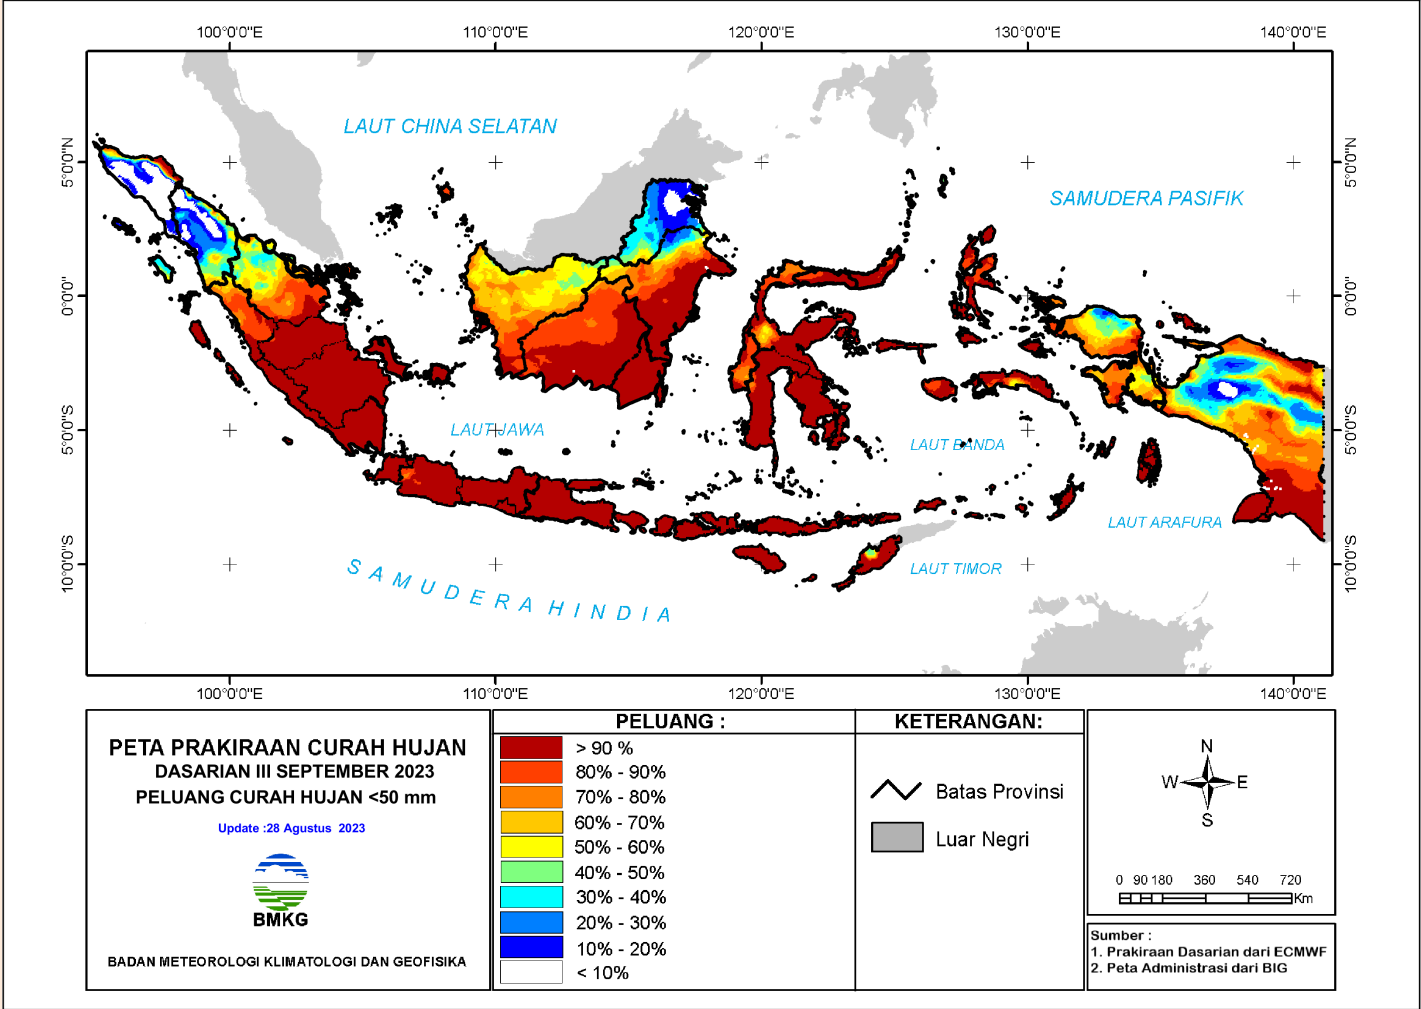 100°0'0"E
110°0'0"E
120°0'0"E
130°0'0"E
140°0'0"E
5°0'0"N
0°0'0"
5°0'0"S
10°0'0"S
5°0'0"N
0°0'0"
5°0'0"S
10°0'0"S
LAUT CHINA SELATAN
SAMUDERA PASIFIK
LAUT JAWA
LAUT BANDA
LAUT ARAFURA
LAUT TIMOR
SAMUDERA HINDIA
100°0'0"E
110°0'0"E
120°0'0"E
130°0'0"E
140°0'0"E
PETA PRAKIRAAN CURAH HUJAN
DASARIAN III SEPTEMBER 2023
PELUANG CURAH HUJAN <50 mm
Update :28 Agustus 2023
BMKG
BADAN METEOROLOGI KLIMATOLOGI DAN GEOFISIKA
PELUANG :
> 90 %
80% - 90%
70% - 80%
60% - 70%
50% - 60%
40% - 50%
30% - 40%
20% - 30%
10% - 20%
< 10%
KETERANGAN:
Batas Provinsi
Luar Negri
N
W E
S
0 90 180 360 540 720
Km
Sumber :
1. Prakiraan Dasarian dari ECMWF
2. Peta Administrasi dari BIG